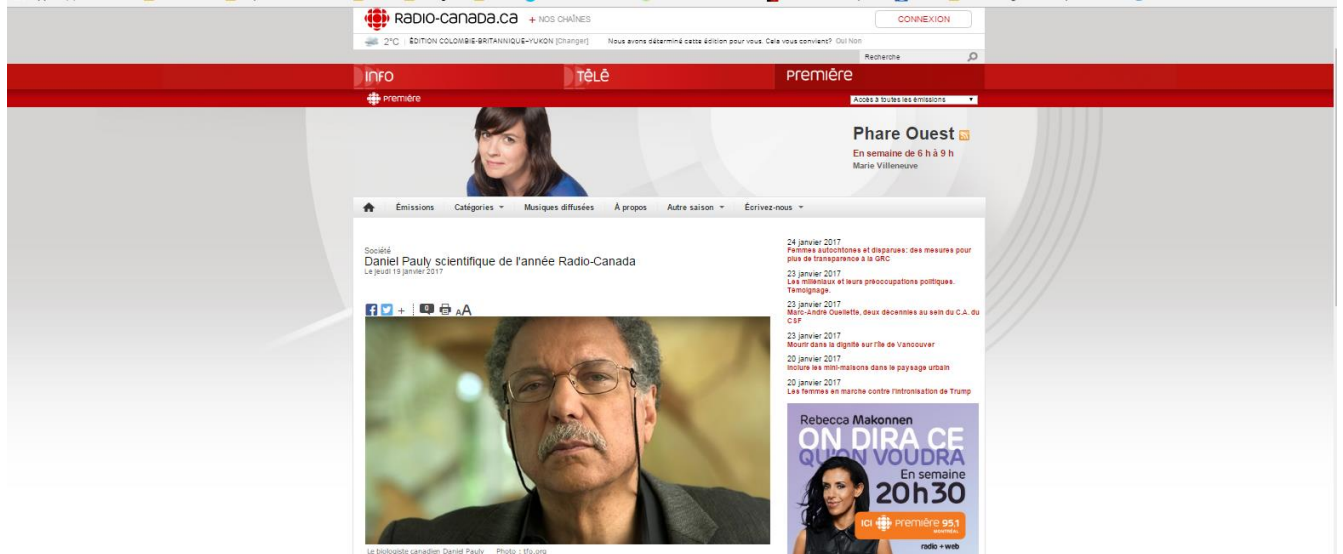 RADIO-CANADA.CA + NOS CHAÎNES
CONNEXION
2°C | ÉDITION COLOMBIE-BRITANNIQUE-YUKON [Changer] Nous avons déterminé cette édition pour vous. Cela vous convient? Oui Non
Recherche
INFO
TÉLÉ
PREMIÈRE
PREMIÈRE
Accès à toutes les émissions
Phare Ouest
En semaine de 6 h à 9 h
Marie Villeneuve
Émissions Catégories Musiques diffusées À propos Autre saison Écrivez-nous
Société
Daniel Pauly scientifique de l'année Radio-Canada
Le jeudi 19 janvier 2017
+ 0 AA
Le biologiste canadien Daniel Pauly Photo : tfo.org
24 janvier 2017
Femmes autochtones et disparues: des mesures pour
plus de transparence à la GRC
23 janvier 2017
Les milléniaux et leurs préoccupations politiques.
Témoignage.
23 janvier 2017
Marc-André Ouellette, deux décennies au sein du C.A. du
CSF
23 janvier 2017
Mourir dans la dignité sur l'île de Vancouver
20 janvier 2017
Inclure les mini-maisons dans le paysage urbain
20 janvier 2017
Les femmes en marche contre l'intronisation de Trump
Rebecca Makonnen
ON DIRA CE
QU'ON VOUDRA
En semaine
20h30
ICI PREMIÈRE 95,1
MONTRÉAL
radio + web